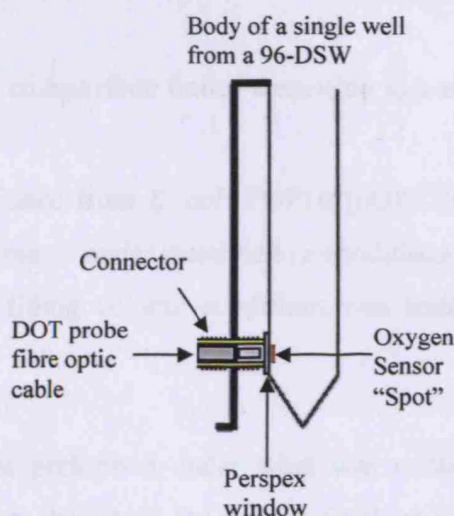 Body of a single well
from a 96-DSW
Connector
DOT probe
fibre optic
cable
Oxygen
Sensor
“Spot”
Perspex
window